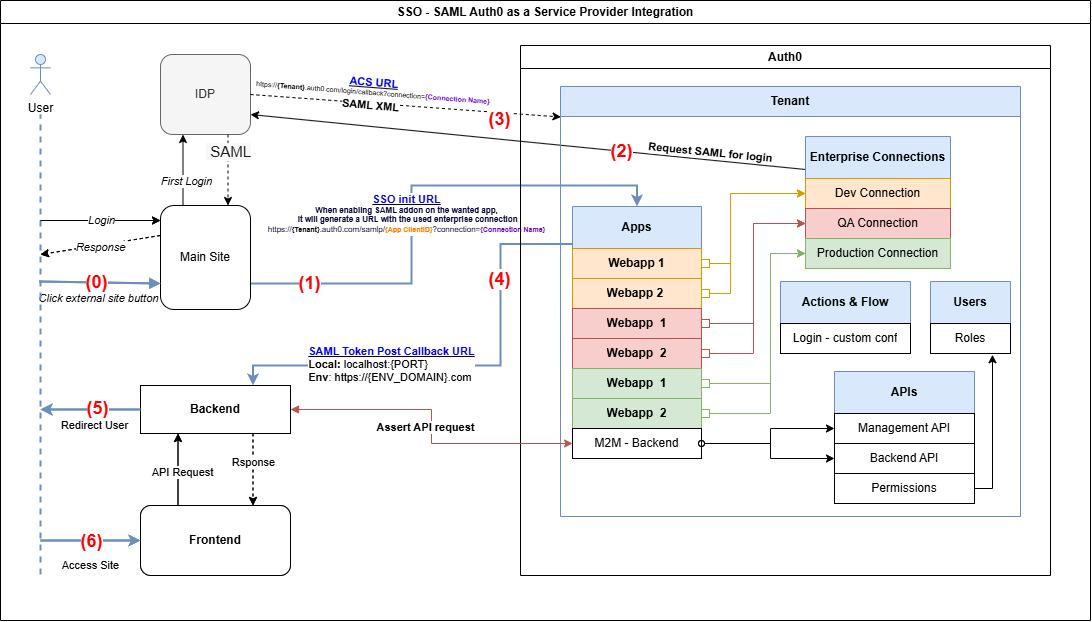 SSO - SAML Auth0 as a Service Provider Integration
Auth0
Tenant
User
IDP
ACS URL
https://{Tenant}.auth0.com/login/callback?connection={Connection Name}
SAML XML
(3)
(2)
Request SAML for login
SAML
First Login
Login
Response
Main Site
(0)
Click external site button
(1)
SSO init URL
When enabling SAML addon on the wanted app,
it will generate a URL with the used enterprise connection
https://{Tenant}.auth0.com/samlp/{App ClientID}?connection={Connection Name}
(4)
SAML Token Post Callback URL
Local: localhost:{PORT}
Env: https://{ENV_DOMAIN}.com
Backend
(5)
Redirect User
Assert API request
API Request
Rsponse
Frontend
(6)
Access Site
Apps
Webapp 1
Webapp 2
Webapp 1
Webapp 2
Webapp 1
Webapp 2
M2M - Backend
Enterprise Connections
Dev Connection
QA Connection
Production Connection
Actions & Flow
Login - custom conf
Users
Roles
APIs
Management API
Backend API
Permissions